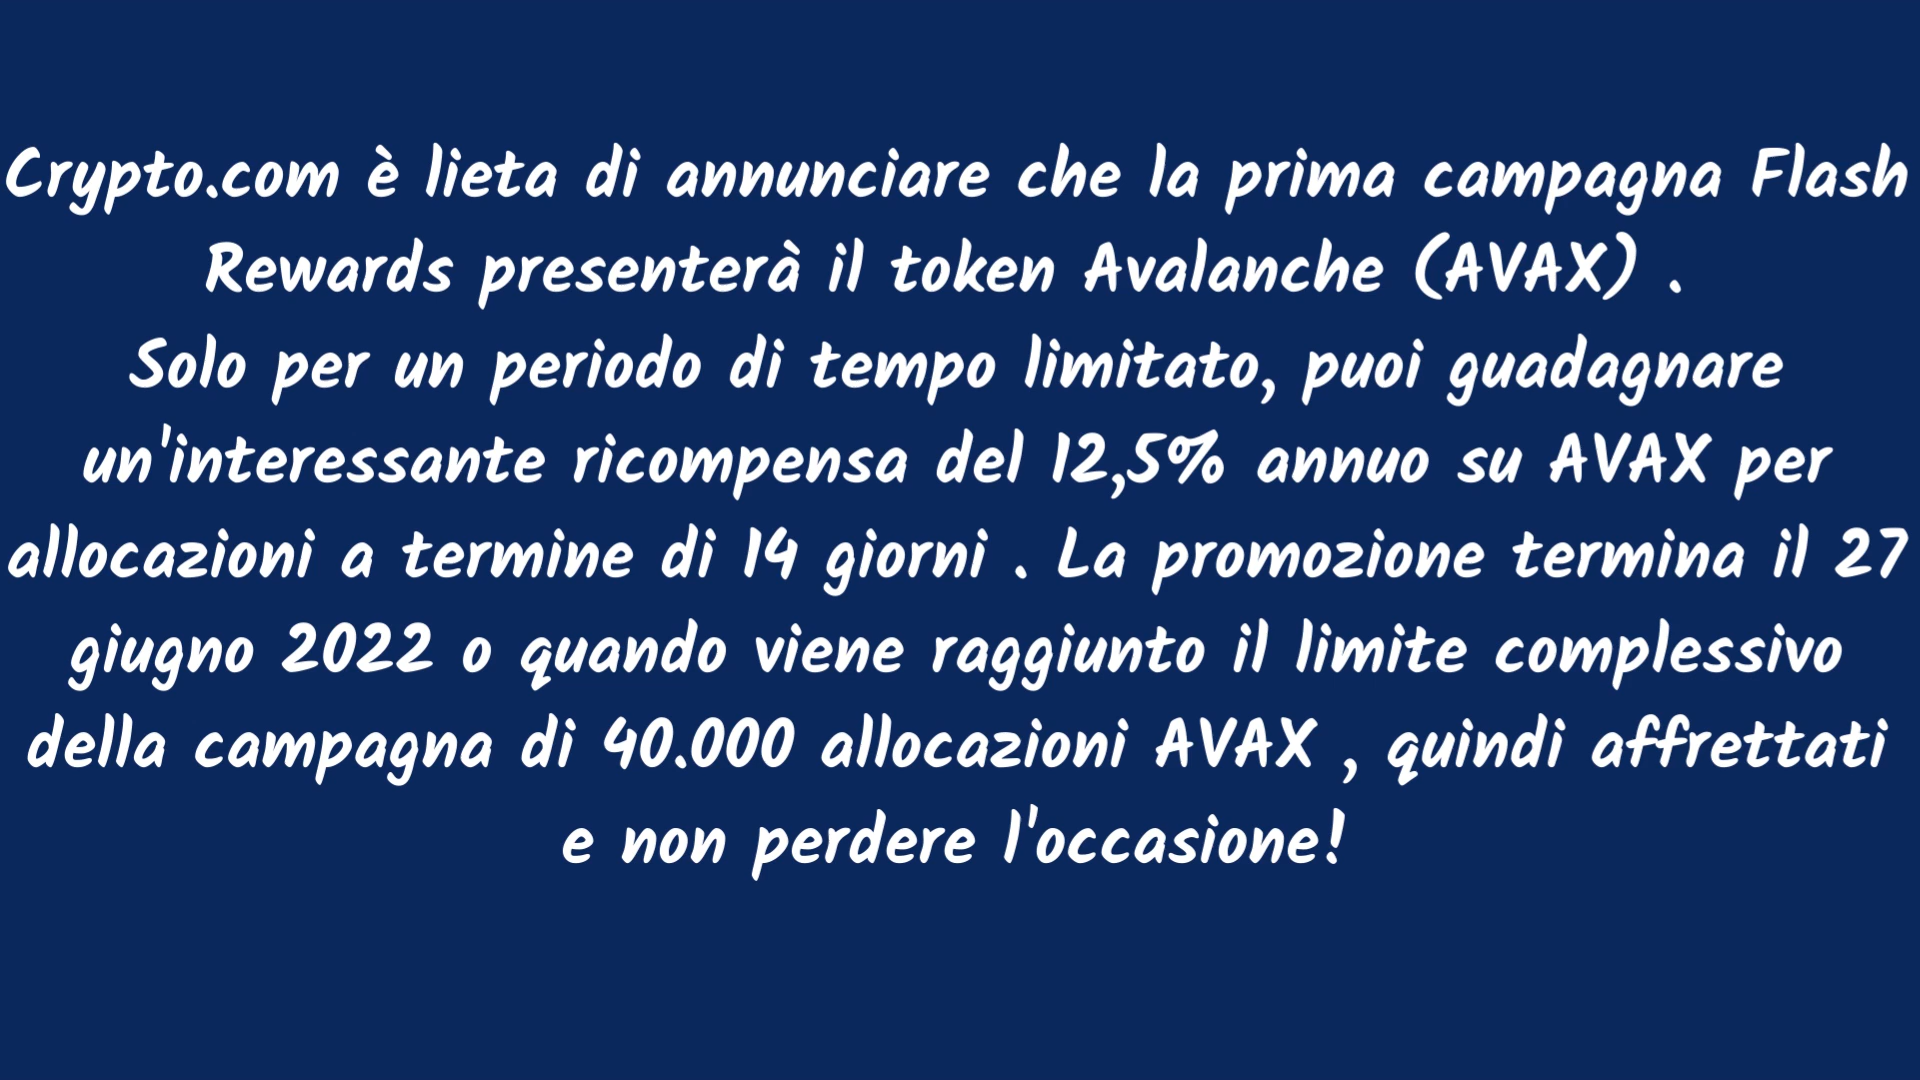 Crypto.com è lieta di annunciare che la prima campagna Flash
Rewards presenterà il token Avalanche (AVAX) .
Solo per un periodo di tempo limitato, puoi guadagnare
un'interessante ricompensa del 12,5% annuo su AVAX per
allocazioni a termine di 14 giorni . La promozione termina il 27
giugno 2022 o quando viene raggiunto il limite complessivo
della campagna di 40.000 allocazioni AVAX , quindi affrettati
e non perdere l'occasione!